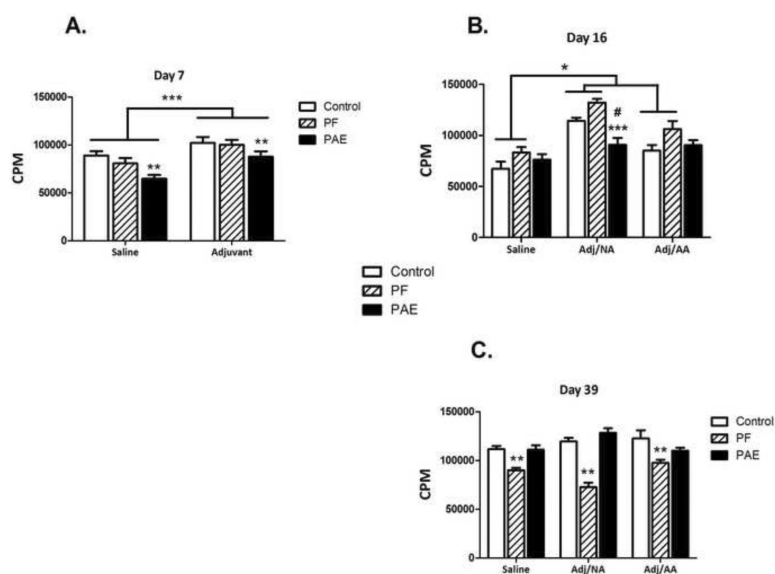 A.
Day 7
150000
100000
50000
0
CPM
***
**
**
Saline
Adjuvant
Control
PF
PAE
B.
Day 16
150000
100000
50000
0
CPM
*
#
***
Saline
Adj/NA
Adj/AA
Control
PF
PAE
C.
Day 39
150000
100000
50000
0
CPM
**
**
**
Saline
Adj/NA
Adj/AA
Control
PF
PAE